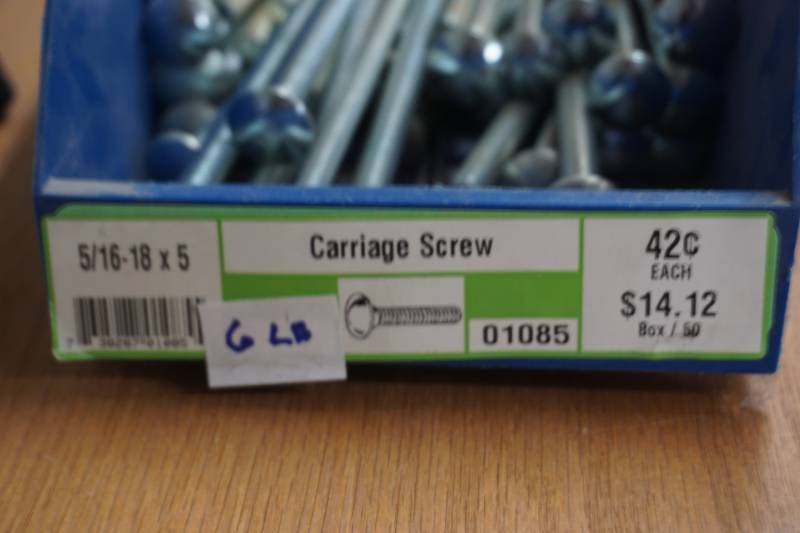 5/16-18 x 5
Carriage Screw
42¢
EACH
$14.12
Box / 50
01085
6 LB